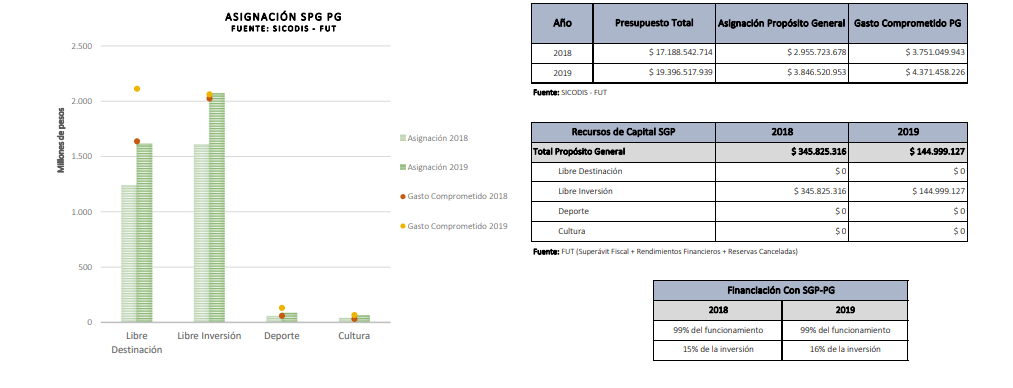 ASIGNACIÓN SPG PG
FUENTE: SICODIS - FUT
Millones de pesos
2.500
2.000
1.500
1.000
500
0
Libre Destinación
Libre Inversión
Deporte
Cultura
Asignación 2018
Asignación 2019
Gasto Comprometido 2018
Gasto Comprometido 2019
Año Presupuesto Total Asignación Propósito General Gasto Comprometido PG
2018 $ 17.188.542.714 $ 2.955.723.678 $ 3.751.049.943
2019 $ 19.396.517.939 $ 3.846.520.953 $ 4.371.458.226
Fuente: SICODIS - FUT
Recursos de Capital SGP 2018 2019
Total Propósito General $ 345.825.316 $ 144.999.127
Libre Destinación $ 0 $ 0
Libre Inversión $ 345.825.316 $ 144.999.127
Deporte $ 0 $ 0
Cultura $ 0 $ 0
Fuente: FUT (Superávit Fiscal + Rendimientos Financieros + Reservas Canceladas)
Financiación Con SGP-PG
2018 2019
99% del funcionamiento 99% del funcionamiento
15% de la inversión 16% de la inversión